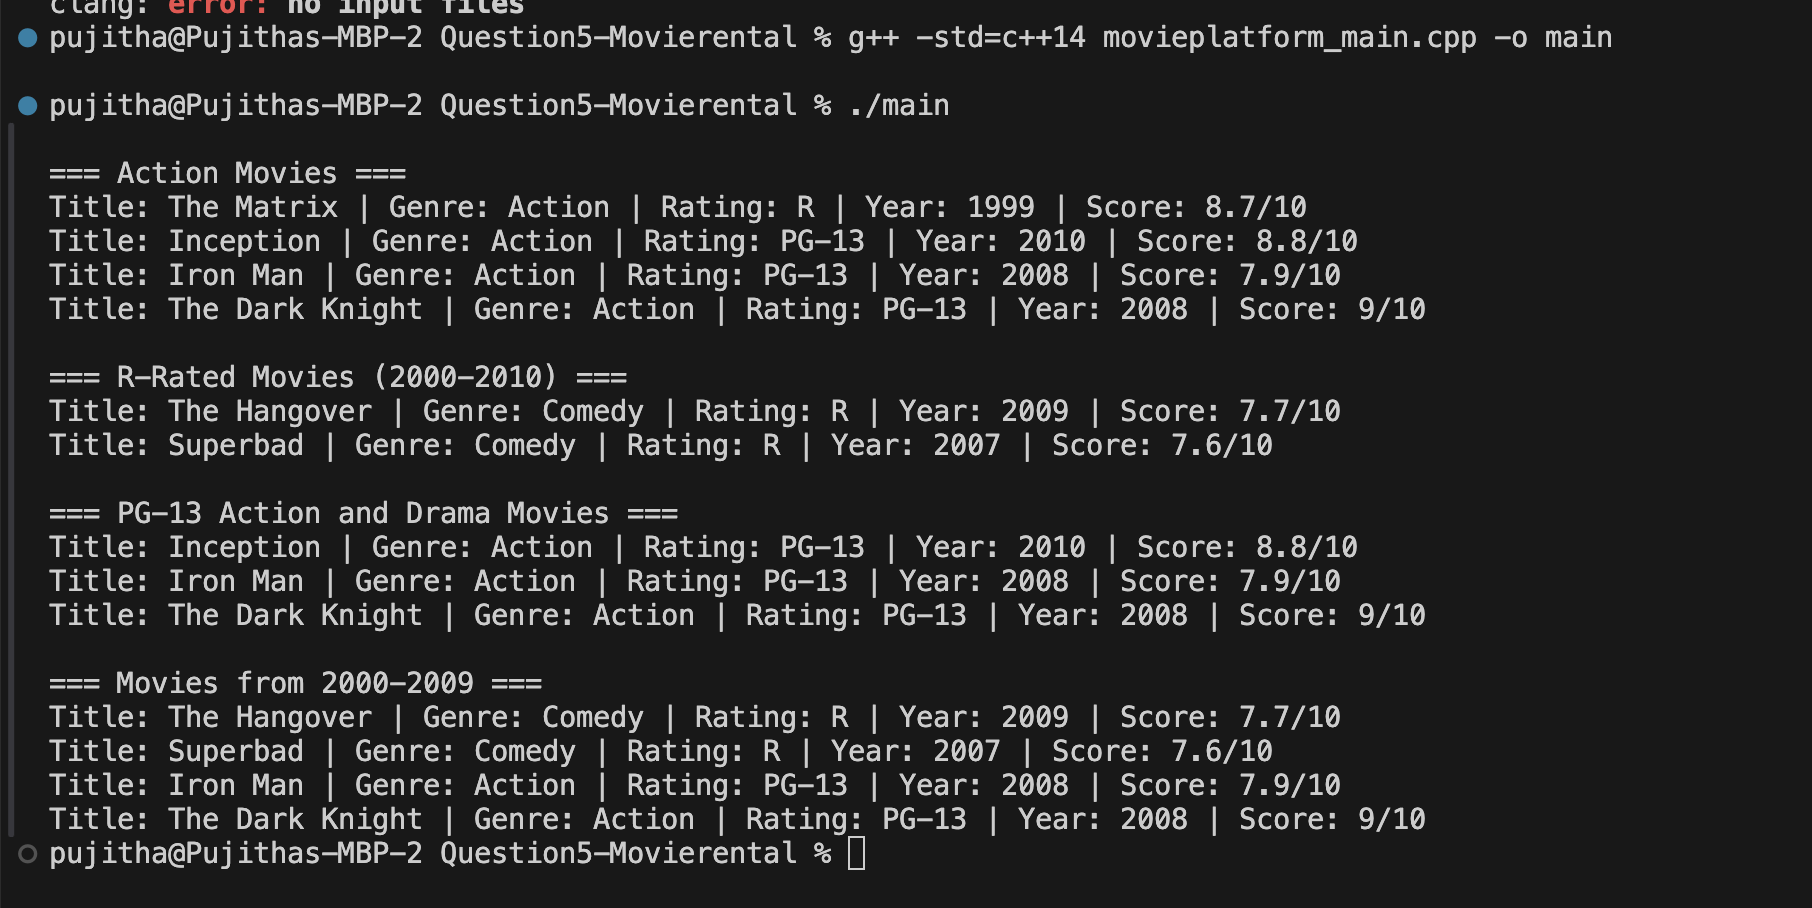 clang: error: no input files
pujitha@Pujithas-MBP-2 Question5-Movierental % g++ -std=c++14 movieplatform_main.cpp -o main
pujitha@Pujithas-MBP-2 Question5-Movierental % ./main
=== Action Movies ===
Title: The Matrix | Genre: Action | Rating: R | Year: 1999 | Score: 8.7/10
Title: Inception | Genre: Action | Rating: PG-13 | Year: 2010 | Score: 8.8/10
Title: Iron Man | Genre: Action | Rating: PG-13 | Year: 2008 | Score: 7.9/10
Title: The Dark Knight | Genre: Action | Rating: PG-13 | Year: 2008 | Score: 9/10
=== R-Rated Movies (2000-2010) ===
Title: The Hangover | Genre: Comedy | Rating: R | Year: 2009 | Score: 7.7/10
Title: Superbad | Genre: Comedy | Rating: R | Year: 2007 | Score: 7.6/10
=== PG-13 Action and Drama Movies ===
Title: Inception | Genre: Action | Rating: PG-13 | Year: 2010 | Score: 8.8/10
Title: Iron Man | Genre: Action | Rating: PG-13 | Year: 2008 | Score: 7.9/10
Title: The Dark Knight | Genre: Action | Rating: PG-13 | Year: 2008 | Score: 9/10
=== Movies from 2000-2009 ===
Title: The Hangover | Genre: Comedy | Rating: R | Year: 2009 | Score: 7.7/10
Title: Superbad | Genre: Comedy | Rating: R | Year: 2007 | Score: 7.6/10
Title: Iron Man | Genre: Action | Rating: PG-13 | Year: 2008 | Score: 7.9/10
Title: The Dark Knight | Genre: Action | Rating: PG-13 | Year: 2008 | Score: 9/10
pujitha@Pujithas-MBP-2 Question5-Movierental %